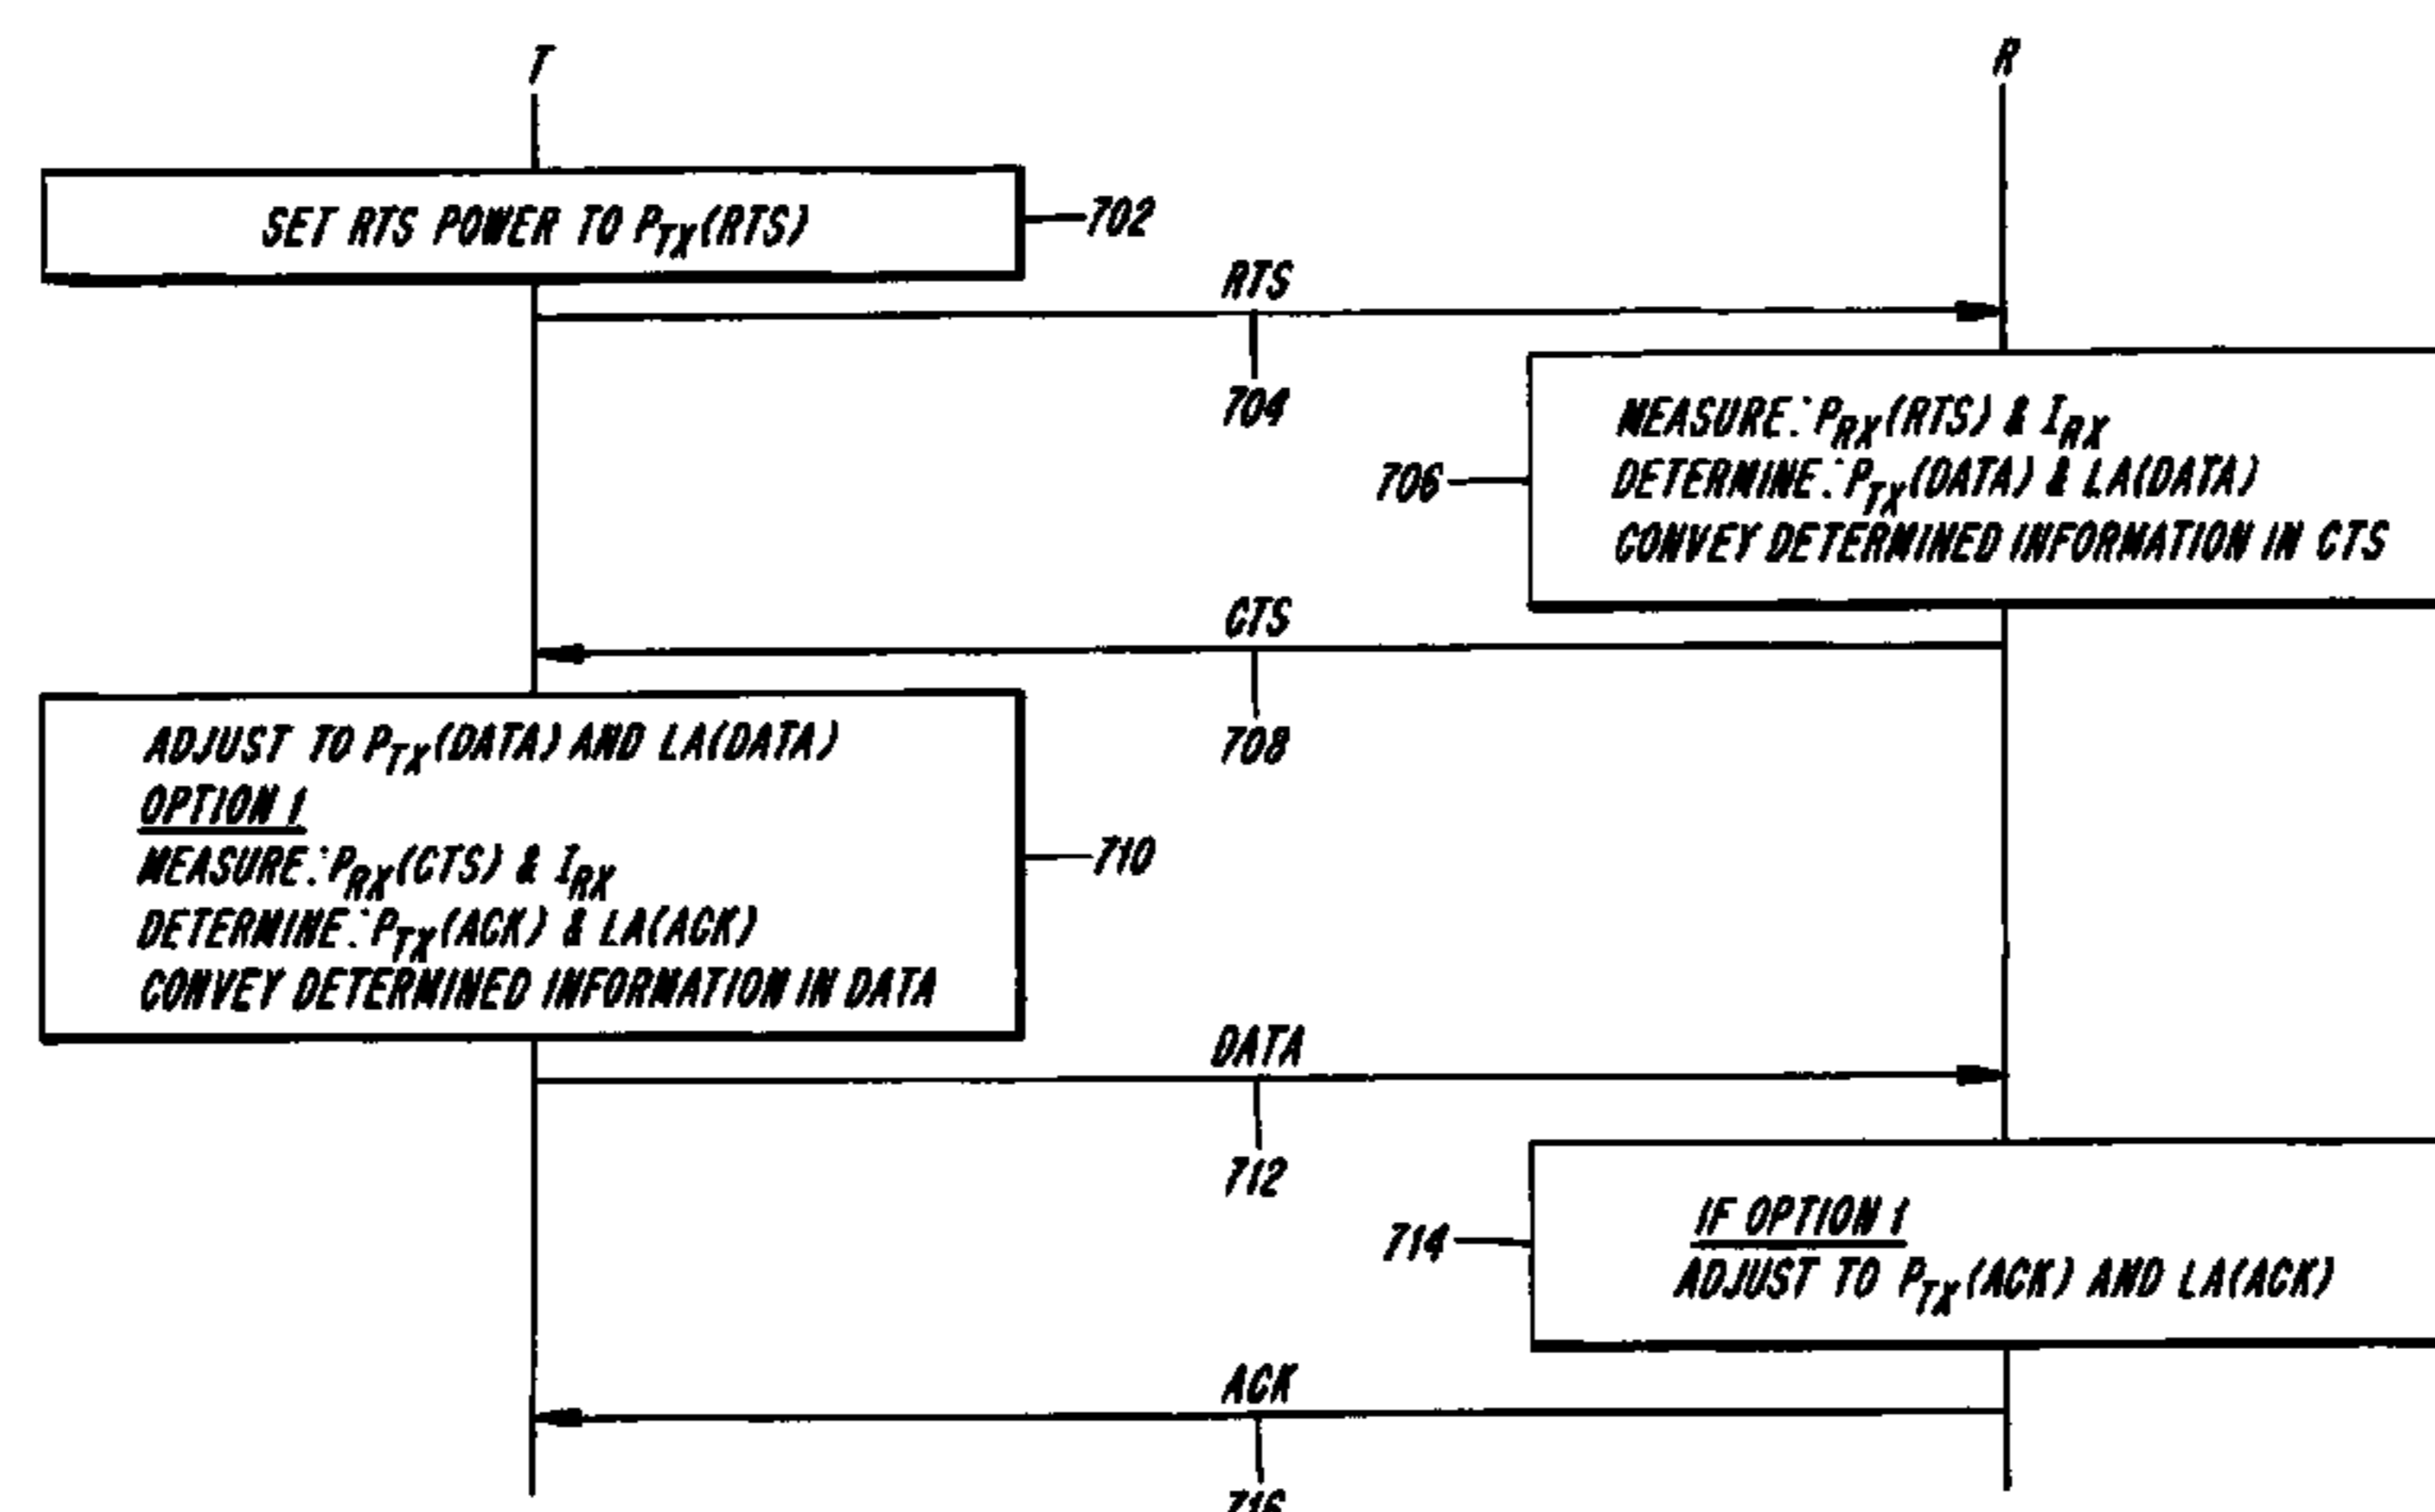 T
R
SET RTS POWER TO PTX(RTS)
702
RTS
704
MEASURE: PRX(RTS) & IRX
DETERMINE: PTX(DATA) & LA(DATA)
CONVEY DETERMINED INFORMATION IN CTS
706
CTS
708
ADJUST TO PTX(DATA) AND LA(DATA)
OPTION 1
MEASURE: PRX(CTS) & IRX
DETERMINE: PTX(ACK) & LA(ACK)
CONVEY DETERMINED INFORMATION IN DATA
710
DATA
712
IF OPTION 1
ADJUST TO PTX(ACK) AND LA(ACK)
714
ACK
716